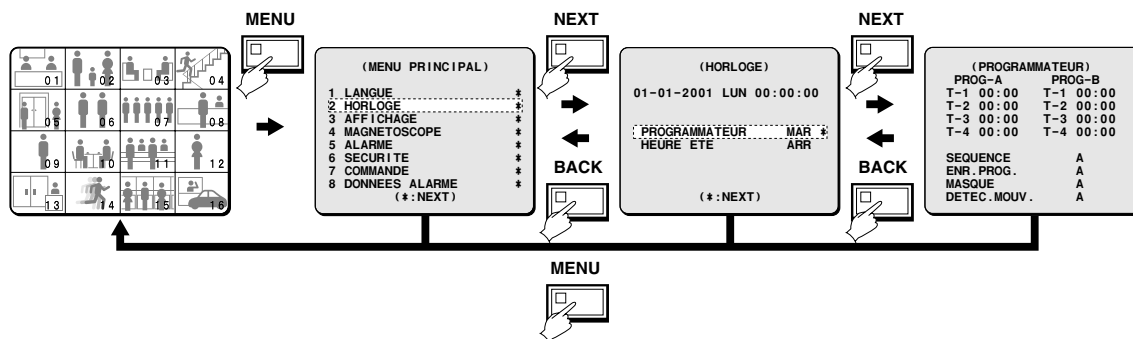 MENU
NEXT
NEXT
01 02 03 04
05 06 07 08
09 10 11 12
13 14 15 16
(MENU PRINCIPAL)
1 LANGUE *
2 HORLOGE *
3 AFFICHAGE *
4 MAGNETOSCOPE *
5 ALARME *
6 SECURITE *
7 COMMANDE *
8 DONNEES ALARME *
(*:NEXT)
BACK
(HORLOGE)
01-01-2001 LUN 00:00:00
PROGRAMMATEUR MAR *
HEURE ETE ARR
(*:NEXT)
BACK
(PROGRAMMATEUR)
PROG-A PROG-B
T-1 00:00 T-1 00:00
T-2 00:00 T-2 00:00
T-3 00:00 T-3 00:00
T-4 00:00 T-4 00:00
SEQUENCE A
ENR.PROG. A
MASQUE A
DETEC.MOUV. A
MENU